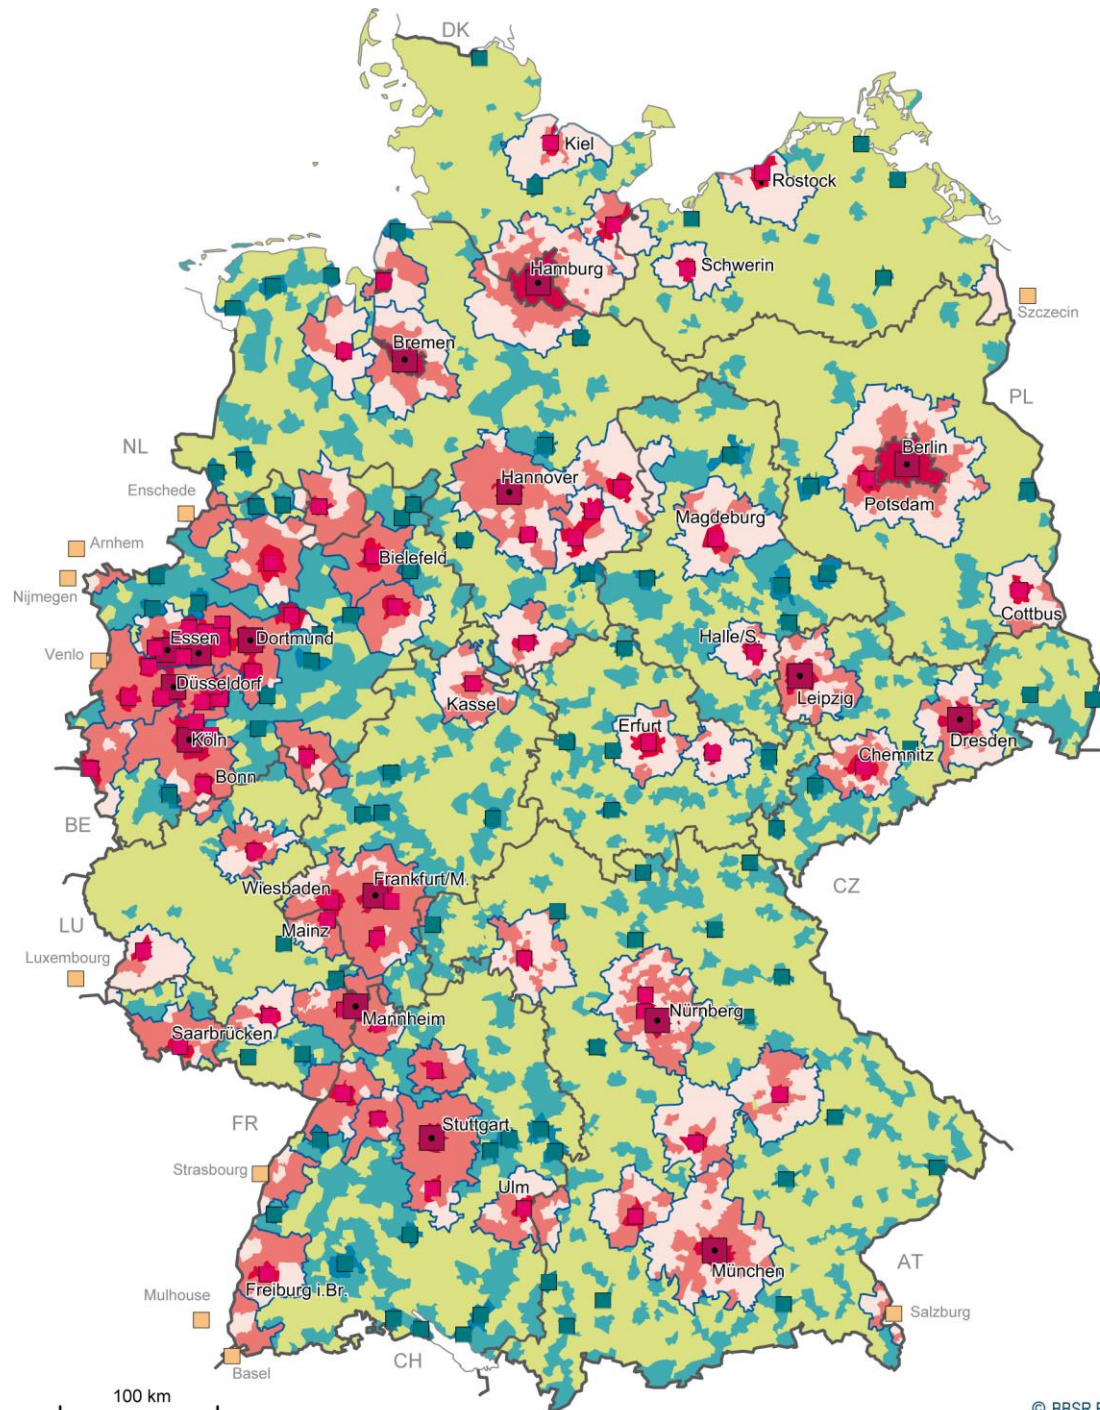 DK
Kiel
Rostock
Hamburg
Schwerin
Szczecin
Bremen
PL
NL
Berlin
Hannover
Enschede
Potsdam
Magdeburg
Arnhem
Bielefeld
Nijmegen
Cottbus
Essen
Dortmund
Halle/S.
Venlo
Düsseldorf
Leipzig
Kassel
Erfurt
Köln
Dresden
Chemnitz
Bonn
BE
Frankfurt/M.
Wiesbaden
CZ
LU
Mainz
Luxembourg
Nürnberg
Mannheim
Saarbrücken
FR
Stuttgart
Strasbourg
Ulm
AT
München
Freiburg i.Br.
Mulhouse
Salzburg
CH
Basel
100 km
© BBSR